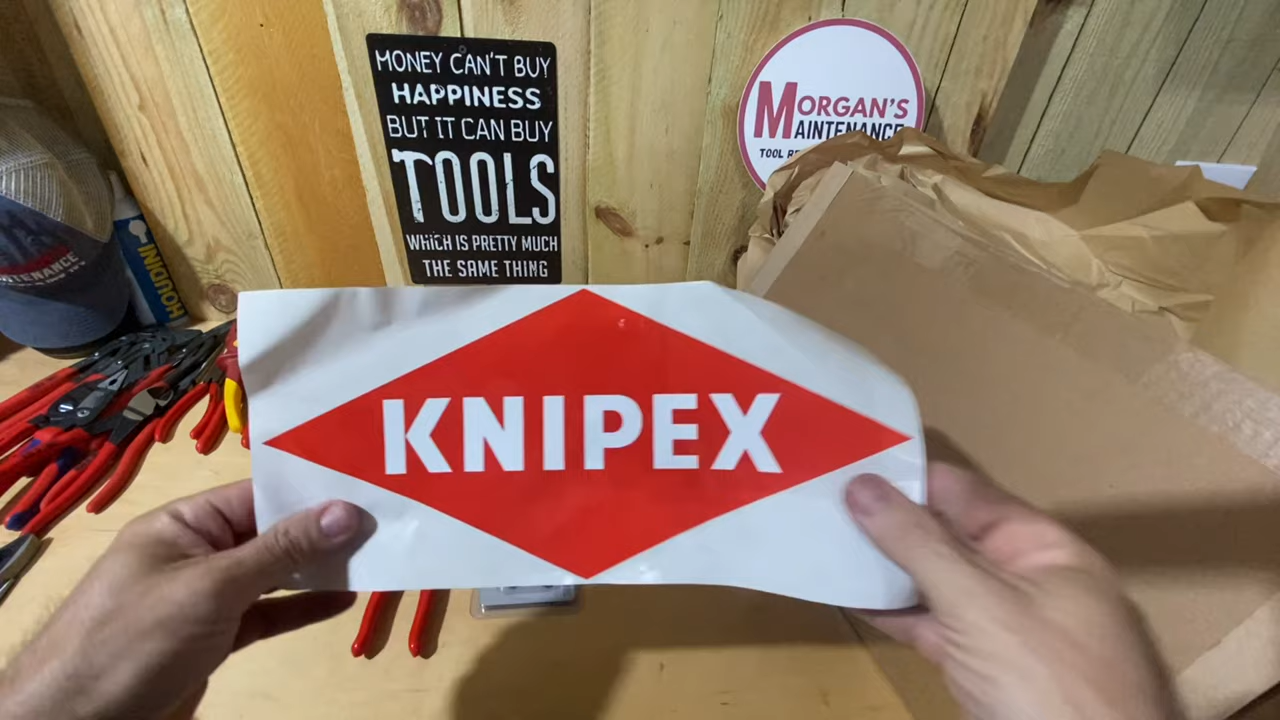 MONEY CAN'T BUY
HAPPINESS
BUT IT CAN BUY
TOOLS
WHICH IS PRETTY MUCH
THE SAME THING
MORGAN'S
MAINTENANCE
TOOL
HOUDINI
KNIPEX